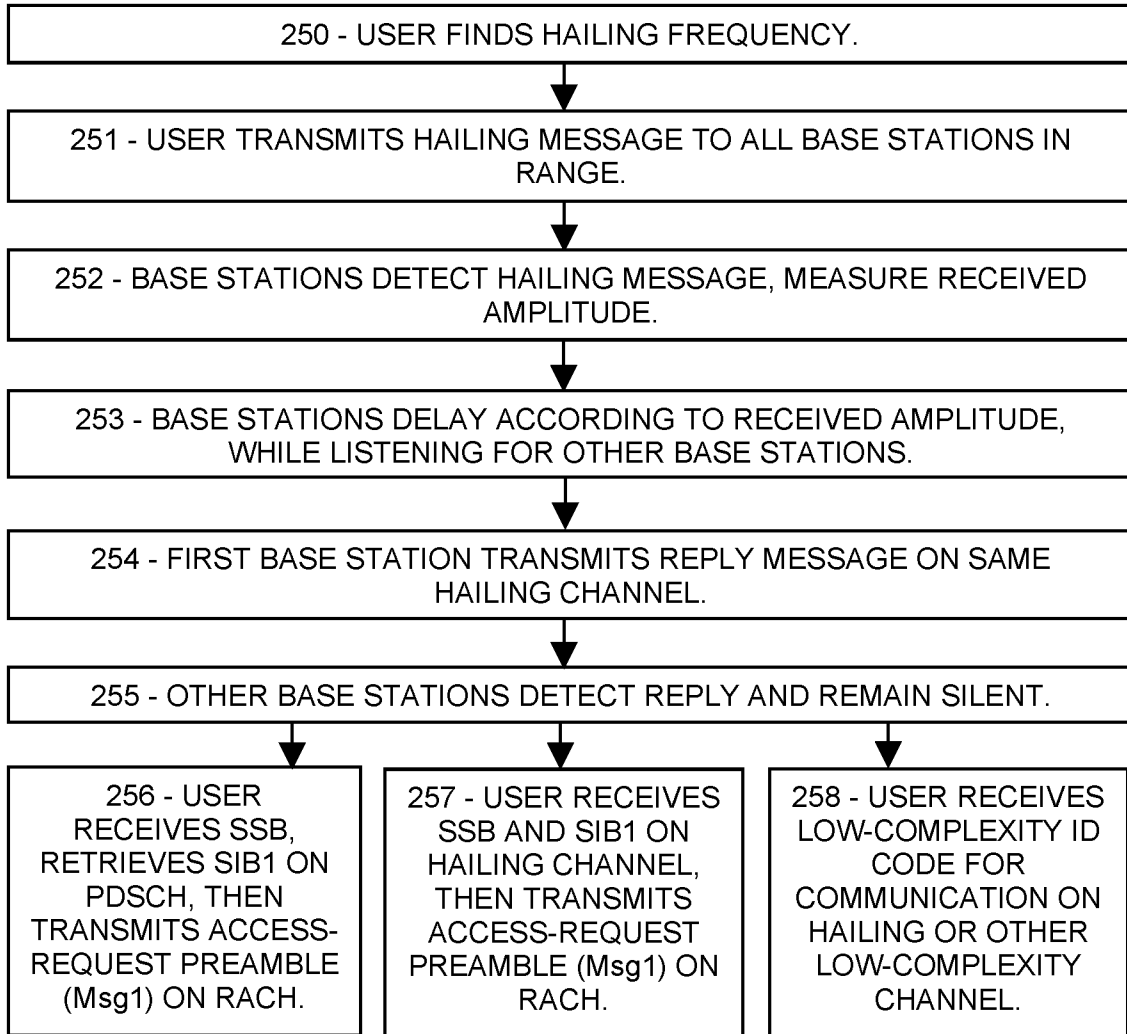 250 - USER FINDS HAILING FREQUENCY.
251 - USER TRANSMITS HAILING MESSAGE TO ALL BASE STATIONS IN
RANGE.
252 - BASE STATIONS DETECT HAILING MESSAGE, MEASURE RECEIVED
AMPLITUDE.
253 - BASE STATIONS DELAY ACCORDING TO RECEIVED AMPLITUDE,
WHILE LISTENING FOR OTHER BASE STATIONS.
254 - FIRST BASE STATION TRANSMITS REPLY MESSAGE ON SAME
HAILING CHANNEL.
255 - OTHER BASE STATIONS DETECT REPLY AND REMAIN SILENT.
256 - USER
RECEIVES SSB,
RETRIEVES SIB1 ON
PDSCH, THEN
TRANSMITS ACCESS-
REQUEST PREAMBLE
(Msg1) ON RACH.
257 - USER RECEIVES
SSB AND SIB1 ON
HAILING CHANNEL,
THEN TRANSMITS
ACCESS-REQUEST
PREAMBLE (Msg1) ON
RACH.
258 - USER RECEIVES
LOW-COMPLEXITY ID
CODE FOR
COMMUNICATION ON
HAILING OR OTHER
LOW-COMPLEXITY
CHANNEL.